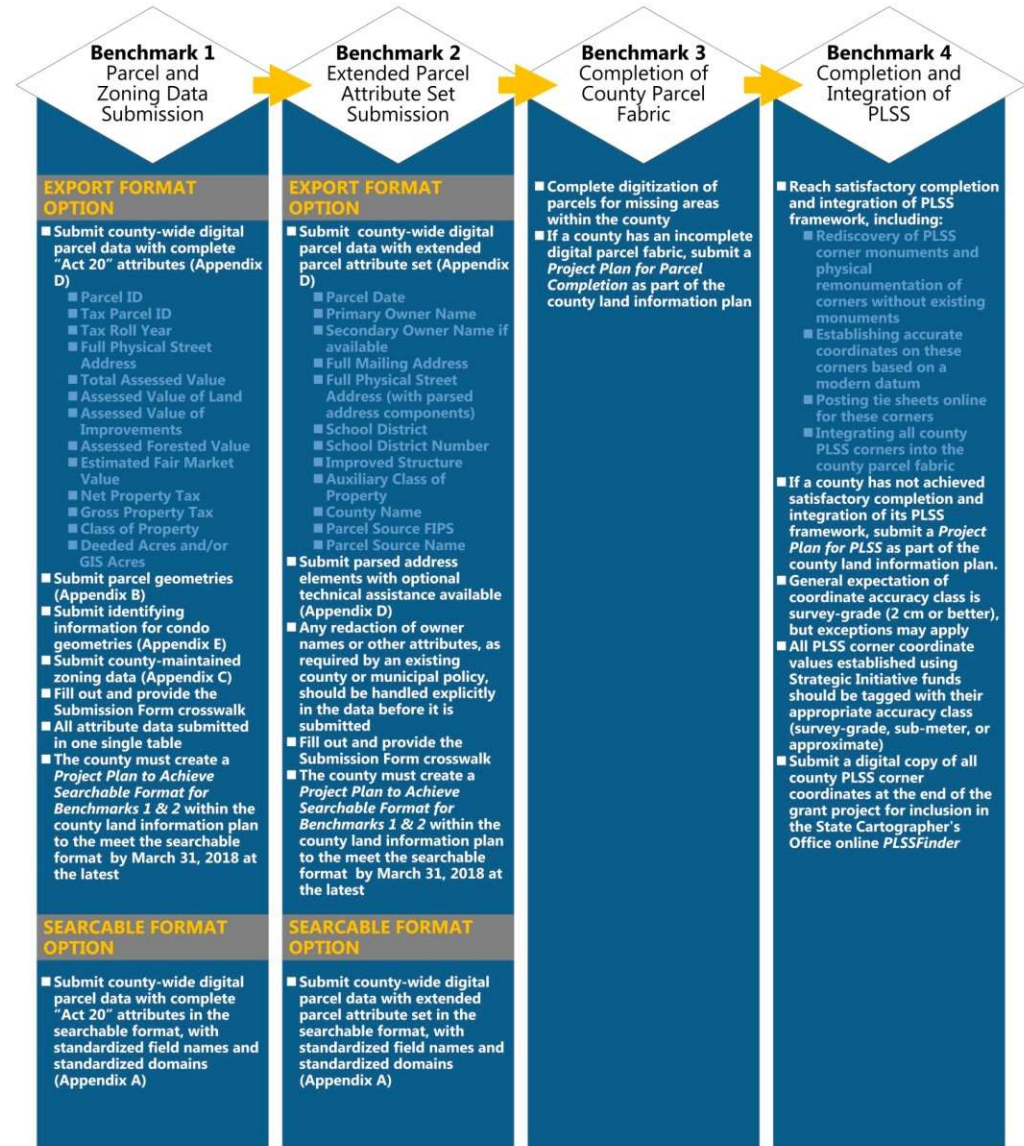 Benchmark 1
Parcel and
Zoning Data
Submission
EXPORT FORMAT
OPTION
■ Submit county-wide digital
parcel data with complete
"Act 20" attributes (Appendix
D)
■ Parcel ID
■ Tax Parcel ID
■ Tax Roll Year
■ Full Physical Street
Address
■ Total Assessed Value
■ Assessed Value of Land
■ Assessed Value of
Improvements
■ Assessed Forested Value
■ Estimated Fair Market
Value
■ Net Property Tax
■ Gross Property Tax
■ Class of Property
■ Deeded Acres and/or
GIS Acres
■ Submit parcel geometries
(Appendix B)
■ Submit identifying
information for condo
geometries (Appendix E)
■ Submit county-maintained
zoning data (Appendix C)
■ Fill out and provide the
Submission Form crosswalk
■ All attribute data submitted
in one single table
■ The county must create a
Project Plan to Achieve
Searchable Format for
Benchmarks 1 & 2 within the
county land information plan
to the meet the searchable
format by March 31, 2018 at
the latest
SEARCABLE FORMAT
OPTION
■ Submit county-wide digital
parcel data with complete
"Act 20" attributes in the
searchable format, with
standardized field names and
standardized domains
(Appendix A)
Benchmark 2
Extended Parcel
Attribute Set
Submission
EXPORT FORMAT
OPTION
■ Submit county-wide digital
parcel data with extended
parcel attribute set (Appendix
D)
■ Parcel Date
■ Primary Owner Name
■ Secondary Owner Name if
available
■ Full Mailing Address
■ Full Physical Street
Address (with parsed
address components)
■ School District
■ School District Number
■ Improved Structure
■ Auxiliary Class of
Property
■ County Name
■ Parcel Source FIPS
■ Parcel Source Name
■ Submit parsed address
elements with optional
technical assistance available
(Appendix D)
■ Any redaction of owner
names or other attributes, as
required by an existing
county or municipal policy,
should be handled explicitly
in the data before it is
submitted
■ Fill out and provide the
Submission Form crosswalk
■ The county must create a
Project Plan to Achieve
Searchable Format for
Benchmarks 1 & 2 within the
county land information plan
to the meet the searchable
format by March 31, 2018 at
the latest
SEARCABLE FORMAT
OPTION
■ Submit county-wide digital
parcel data with extended
parcel attribute set in the
searchable format, with
standardized field names and
standardized domains
(Appendix A)
Benchmark 3
Completion of
County Parcel
Fabric
■ Complete digitization of
parcels for missing areas
within the county
■ If a county has an incomplete
digital parcel fabric, submit a
Project Plan for Parcel
Completion as part of the
county land information plan
Benchmark 4
Completion and
Integration of
PLSS
■ Reach satisfactory completion
and integration of PLSS
framework, including:
■ Rediscovery of PLSS
corner monuments and
physical
remonumentation of
corners without existing
monuments
■ Establishing accurate
coordinates on these
corners based on a
modern datum
■ Posting tie sheets online
for these corners
■ Integrating all county
PLSS corners into the
county parcel fabric
■ If a county has not achieved
satisfactory completion and
integration of its PLSS
framework, submit a Project
Plan for PLSS as part of the
county land information plan.
■ General expectation of
coordinate accuracy class is
survey-grade (2 cm or better),
but exceptions may apply
■ All PLSS corner coordinate
values established using
Strategic Initiative funds
should be tagged with their
appropriate accuracy class
(survey-grade, sub-meter, or
approximate)
■ Submit a digital copy of all
county PLSS corner
coordinates at the end of the
grant project for inclusion in
the State Cartographer's
Office online PLSSFinder